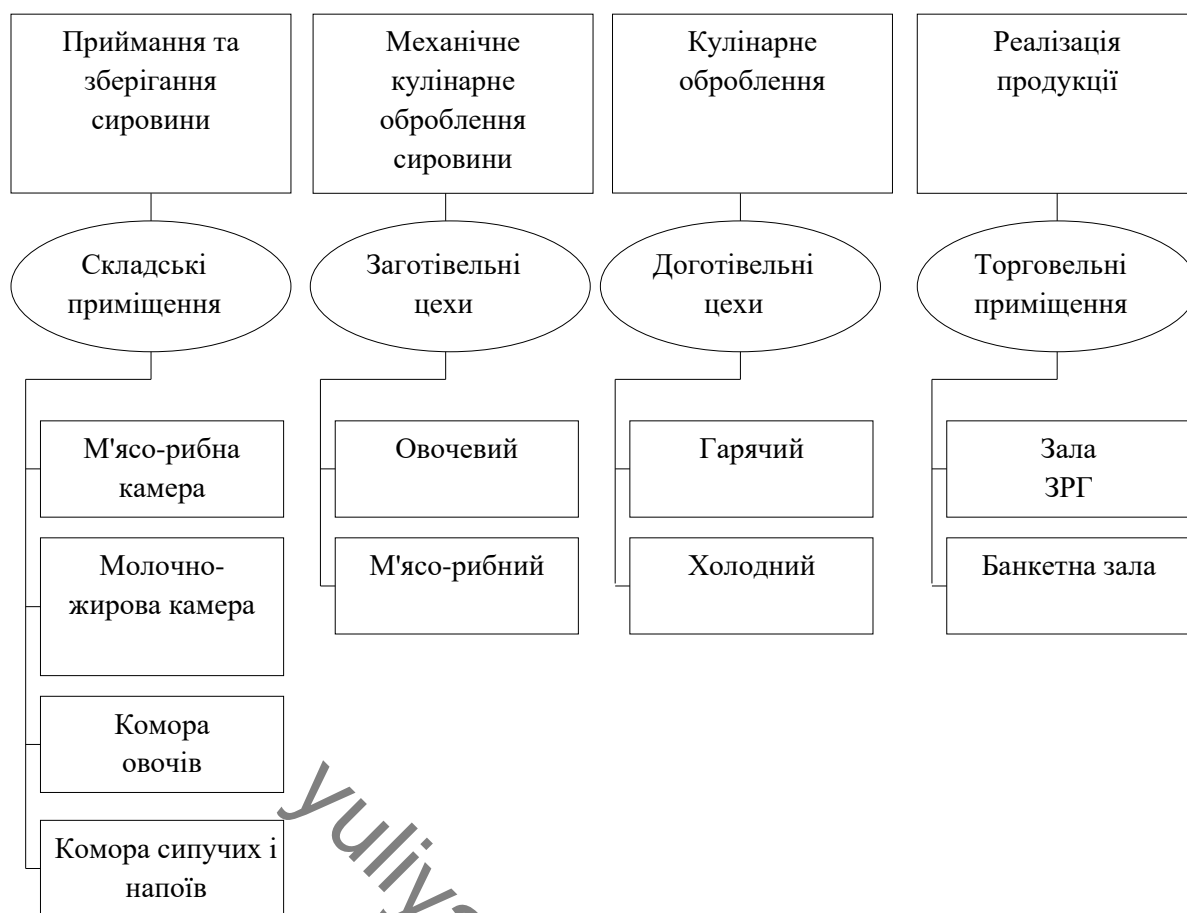 Приймання та
зберігання
сировини
Механічне
кулінарне
оброблення
сировини
Кулінарне
оброблення
Реалізація
продукції
Складські
приміщення
Заготівельні
цехи
Доготівельні
цехи
Торговельні
приміщення
М'ясо-рибна
камера
Молочно-
жирова камера
Комора
овочів
Комора сипучих і
напоїв
Овочевий
М'ясо-рибний
Гарячий
Холодний
Зала
ЗРГ
Банкетна зала